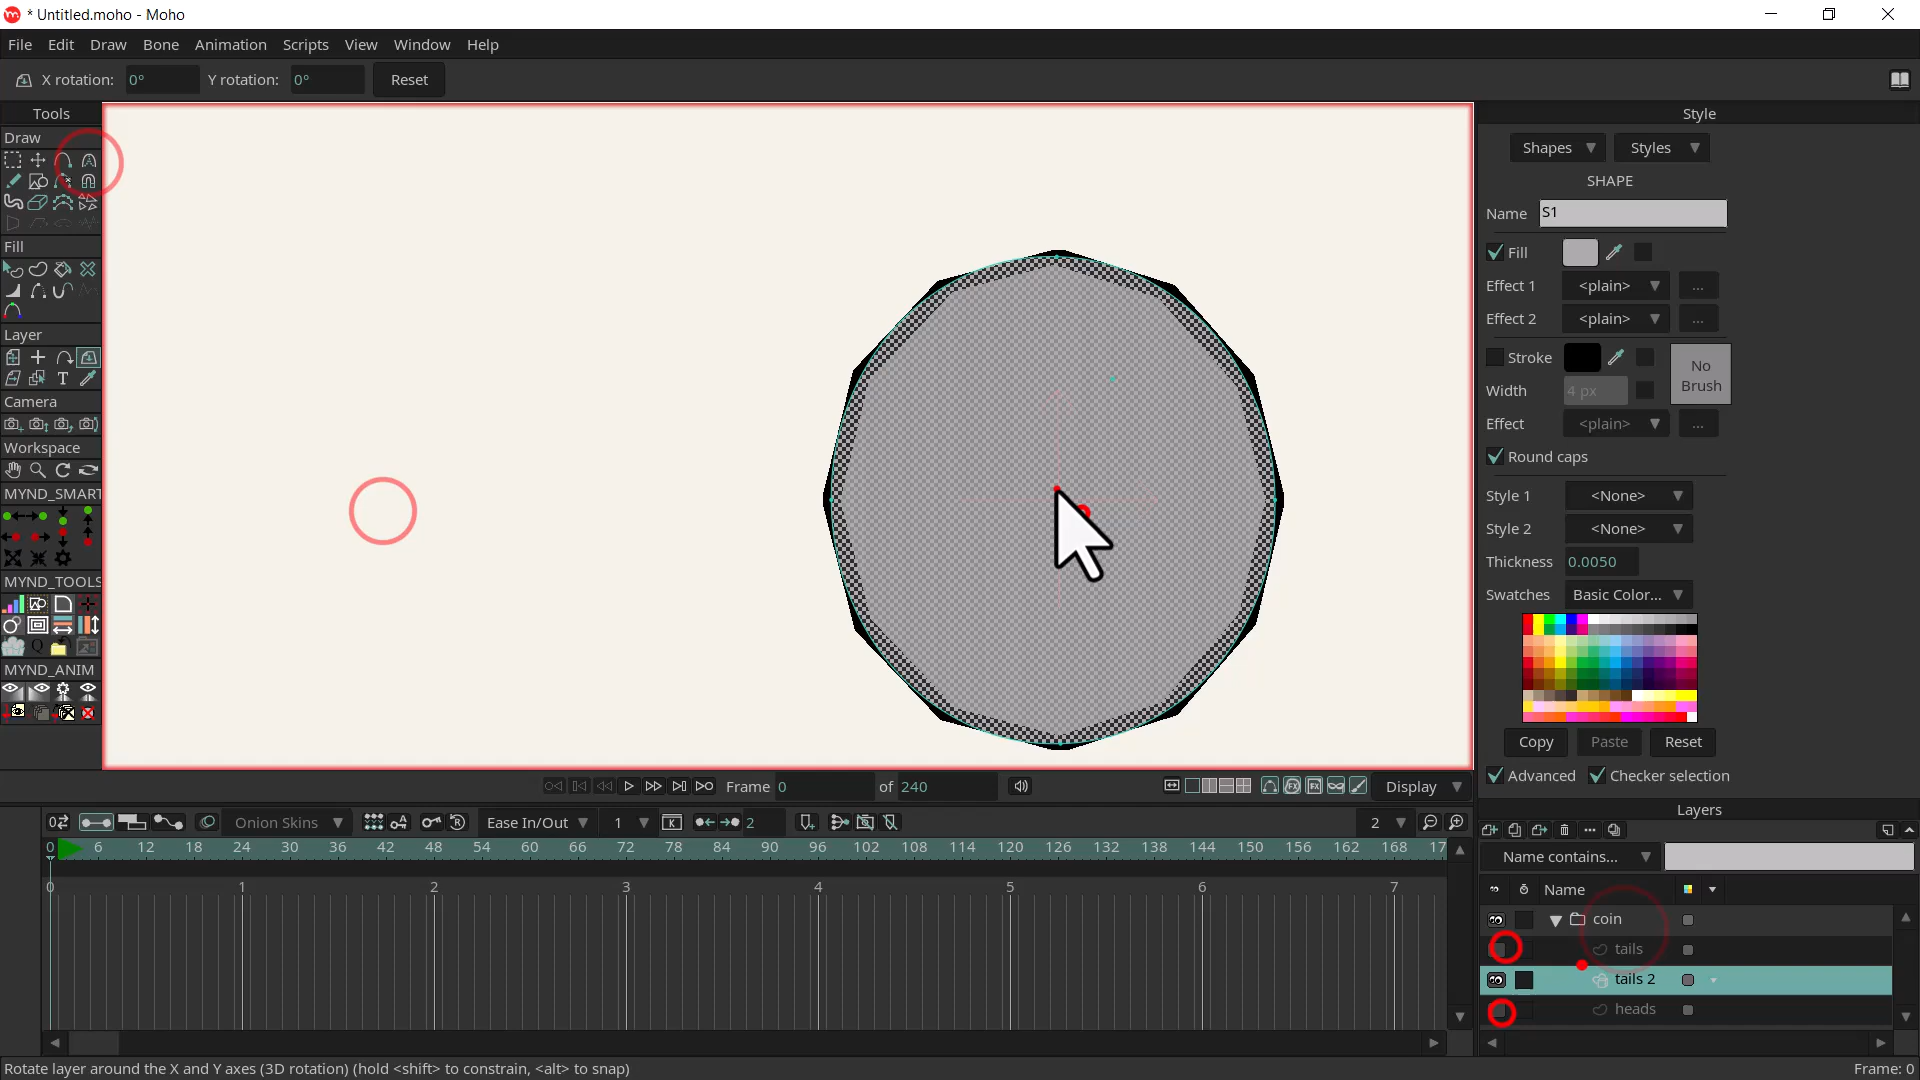 * Untitled.moho - Moho
File Edit Draw Bone Animation Scripts View Window Help
X rotation: 0° Y rotation: 0° Reset
Tools
Draw
Fill
Layer
Camera
Workspace
MYND_SMART
MYND_TOOLS
MYND_ANIM
Style
Shapes Styles
SHAPE
Name S1
Fill
Effect 1 <plain> ...
Effect 2 <plain> ...
Stroke
No Brush
Width 4 px
Effect <plain> ...
Round caps
Style 1 <None>
Style 2 <None>
Thickness 0.0050
Swatches Basic Color...
Copy Paste Reset
Advanced Checker selection
Frame 0 of 240 Display
Onion Skins Ease In/Out 1 2 2
0 6 12 18 24 30 36 42 48 54 60 66 72 78 84 90 96 102 108 114 120 126 132 138 144 150 156 162 168 17
0 1 2 3 4 5 6 7
Layers
Name contains...
Name
coin
tails
tails 2
heads
Rotate layer around the X and Y axes (3D rotation) (hold <shift> to constrain, <alt> to snap) Frame: 0